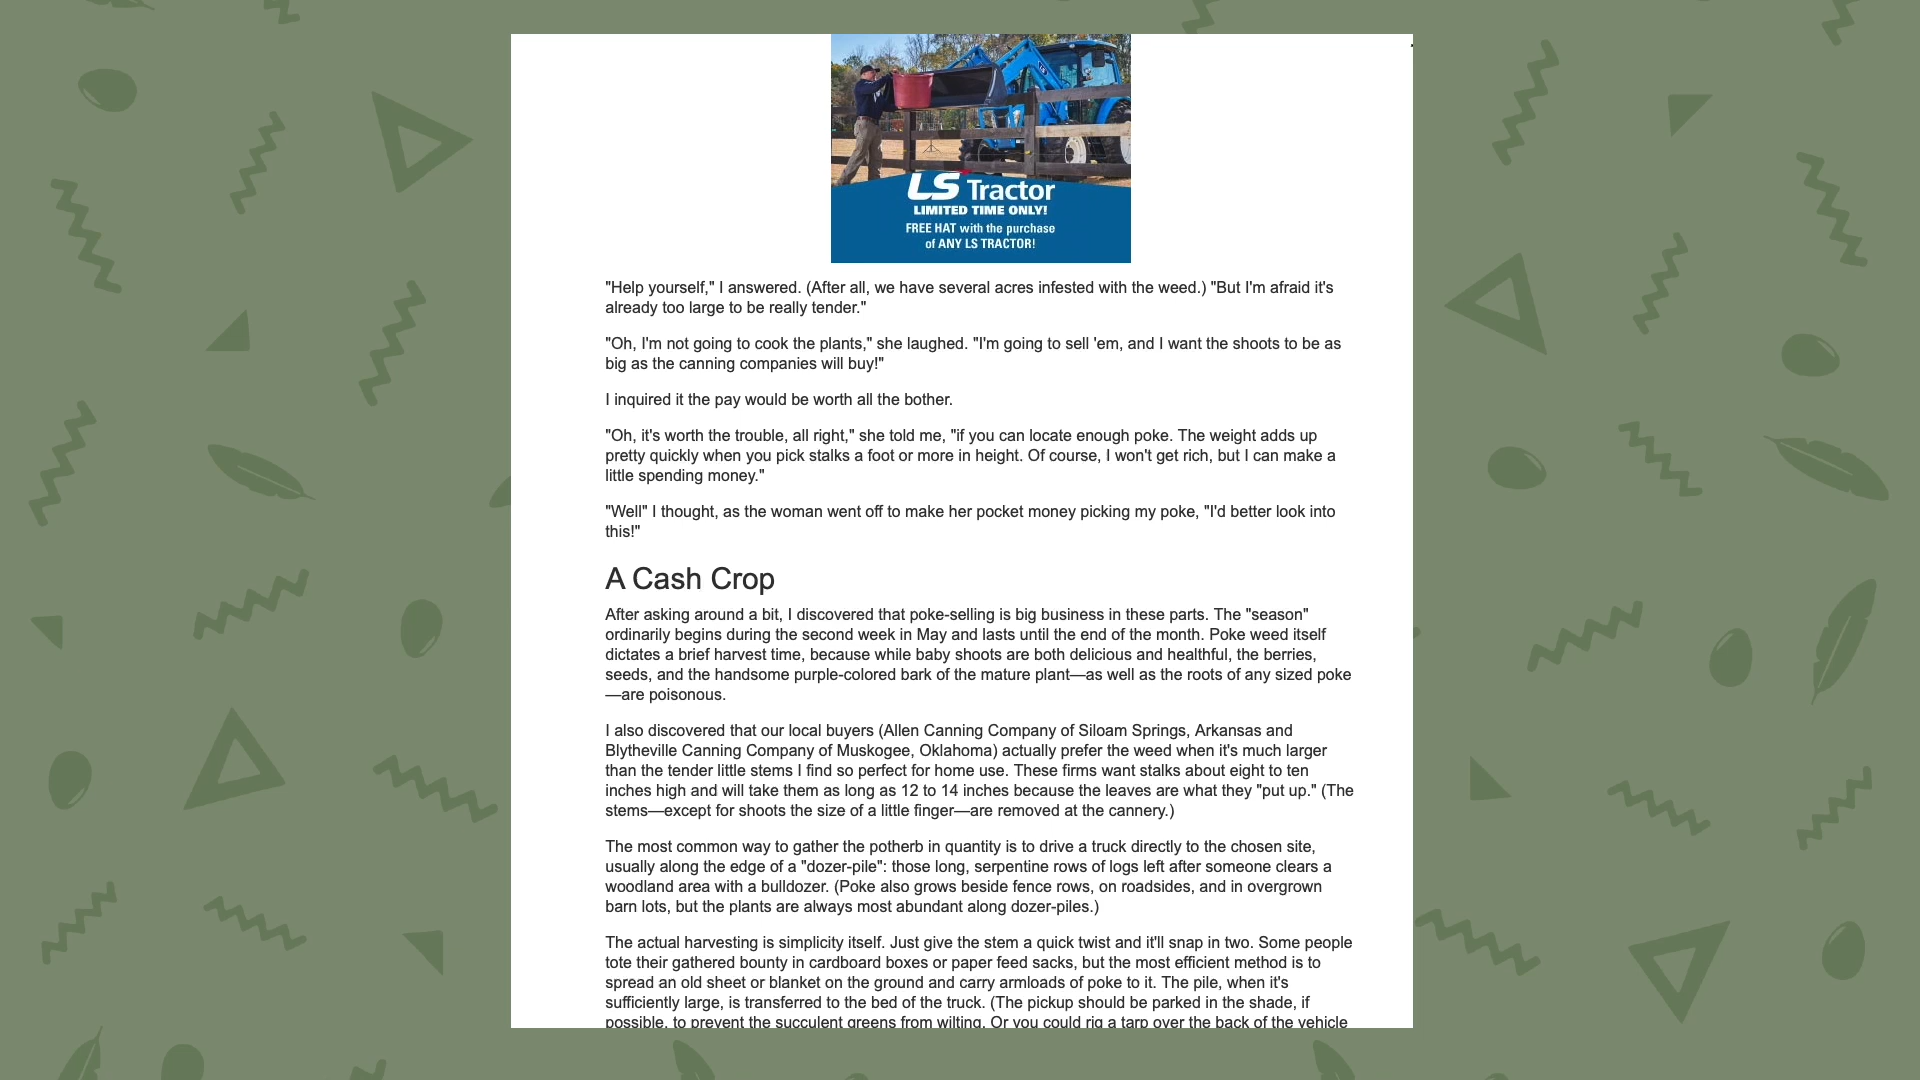 LS Tractor
LIMITED TIME ONLY!
FREE HAT with the purchase
of ANY LS TRACTOR!
"Help yourself," I answered. (After all, we have several acres infested with the weed.) "But I'm afraid it's
already too large to be really tender."
"Oh, I'm not going to cook the plants," she laughed. "I'm going to sell 'em, and I want the shoots to be as
big as the canning companies will buy!"
I inquired it the pay would be worth all the bother.
"Oh, it's worth the trouble, all right," she told me, "if you can locate enough poke. The weight adds up
pretty quickly when you pick stalks a foot or more in height. Of course, I won't get rich, but I can make a
little spending money."
"Well" I thought, as the woman went off to make her pocket money picking my poke, "I'd better look into
this!"
A Cash Crop
After asking around a bit, I discovered that poke-selling is big business in these parts. The "season"
ordinarily begins during the second week in May and lasts until the end of the month. Poke weed itself
dictates a brief harvest time, because while baby shoots are both delicious and healthful, the berries,
seeds, and the handsome purple-colored bark of the mature plant—as well as the roots of any sized poke
—are poisonous.
I also discovered that our local buyers (Allen Canning Company of Siloam Springs, Arkansas and
Blytheville Canning Company of Muskogee, Oklahoma) actually prefer the weed when it's much larger
than the tender little stems I find so perfect for home use. These firms want stalks about eight to ten
inches high and will take them as long as 12 to 14 inches because the leaves are what they "put up." (The
stems—except for shoots the size of a little finger—are removed at the cannery.)
The most common way to gather the potherb in quantity is to drive a truck directly to the chosen site,
usually along the edge of a "dozer-pile": those long, serpentine rows of logs left after someone clears a
woodland area with a bulldozer. (Poke also grows beside fence rows, on roadsides, and in overgrown
barn lots, but the plants are always most abundant along dozer-piles.)
The actual harvesting is simplicity itself. Just give the stem a quick twist and it'll snap in two. Some people
tote their gathered bounty in cardboard boxes or paper feed sacks, but the most efficient method is to
spread an old sheet or blanket on the ground and carry armloads of poke to it. The pile, when it's
sufficiently large, is transferred to the bed of the truck. (The pickup should be parked in the shade, if
possible, to prevent the succulent greens from wilting. Or you could rig a tarp over the back of the vehicle